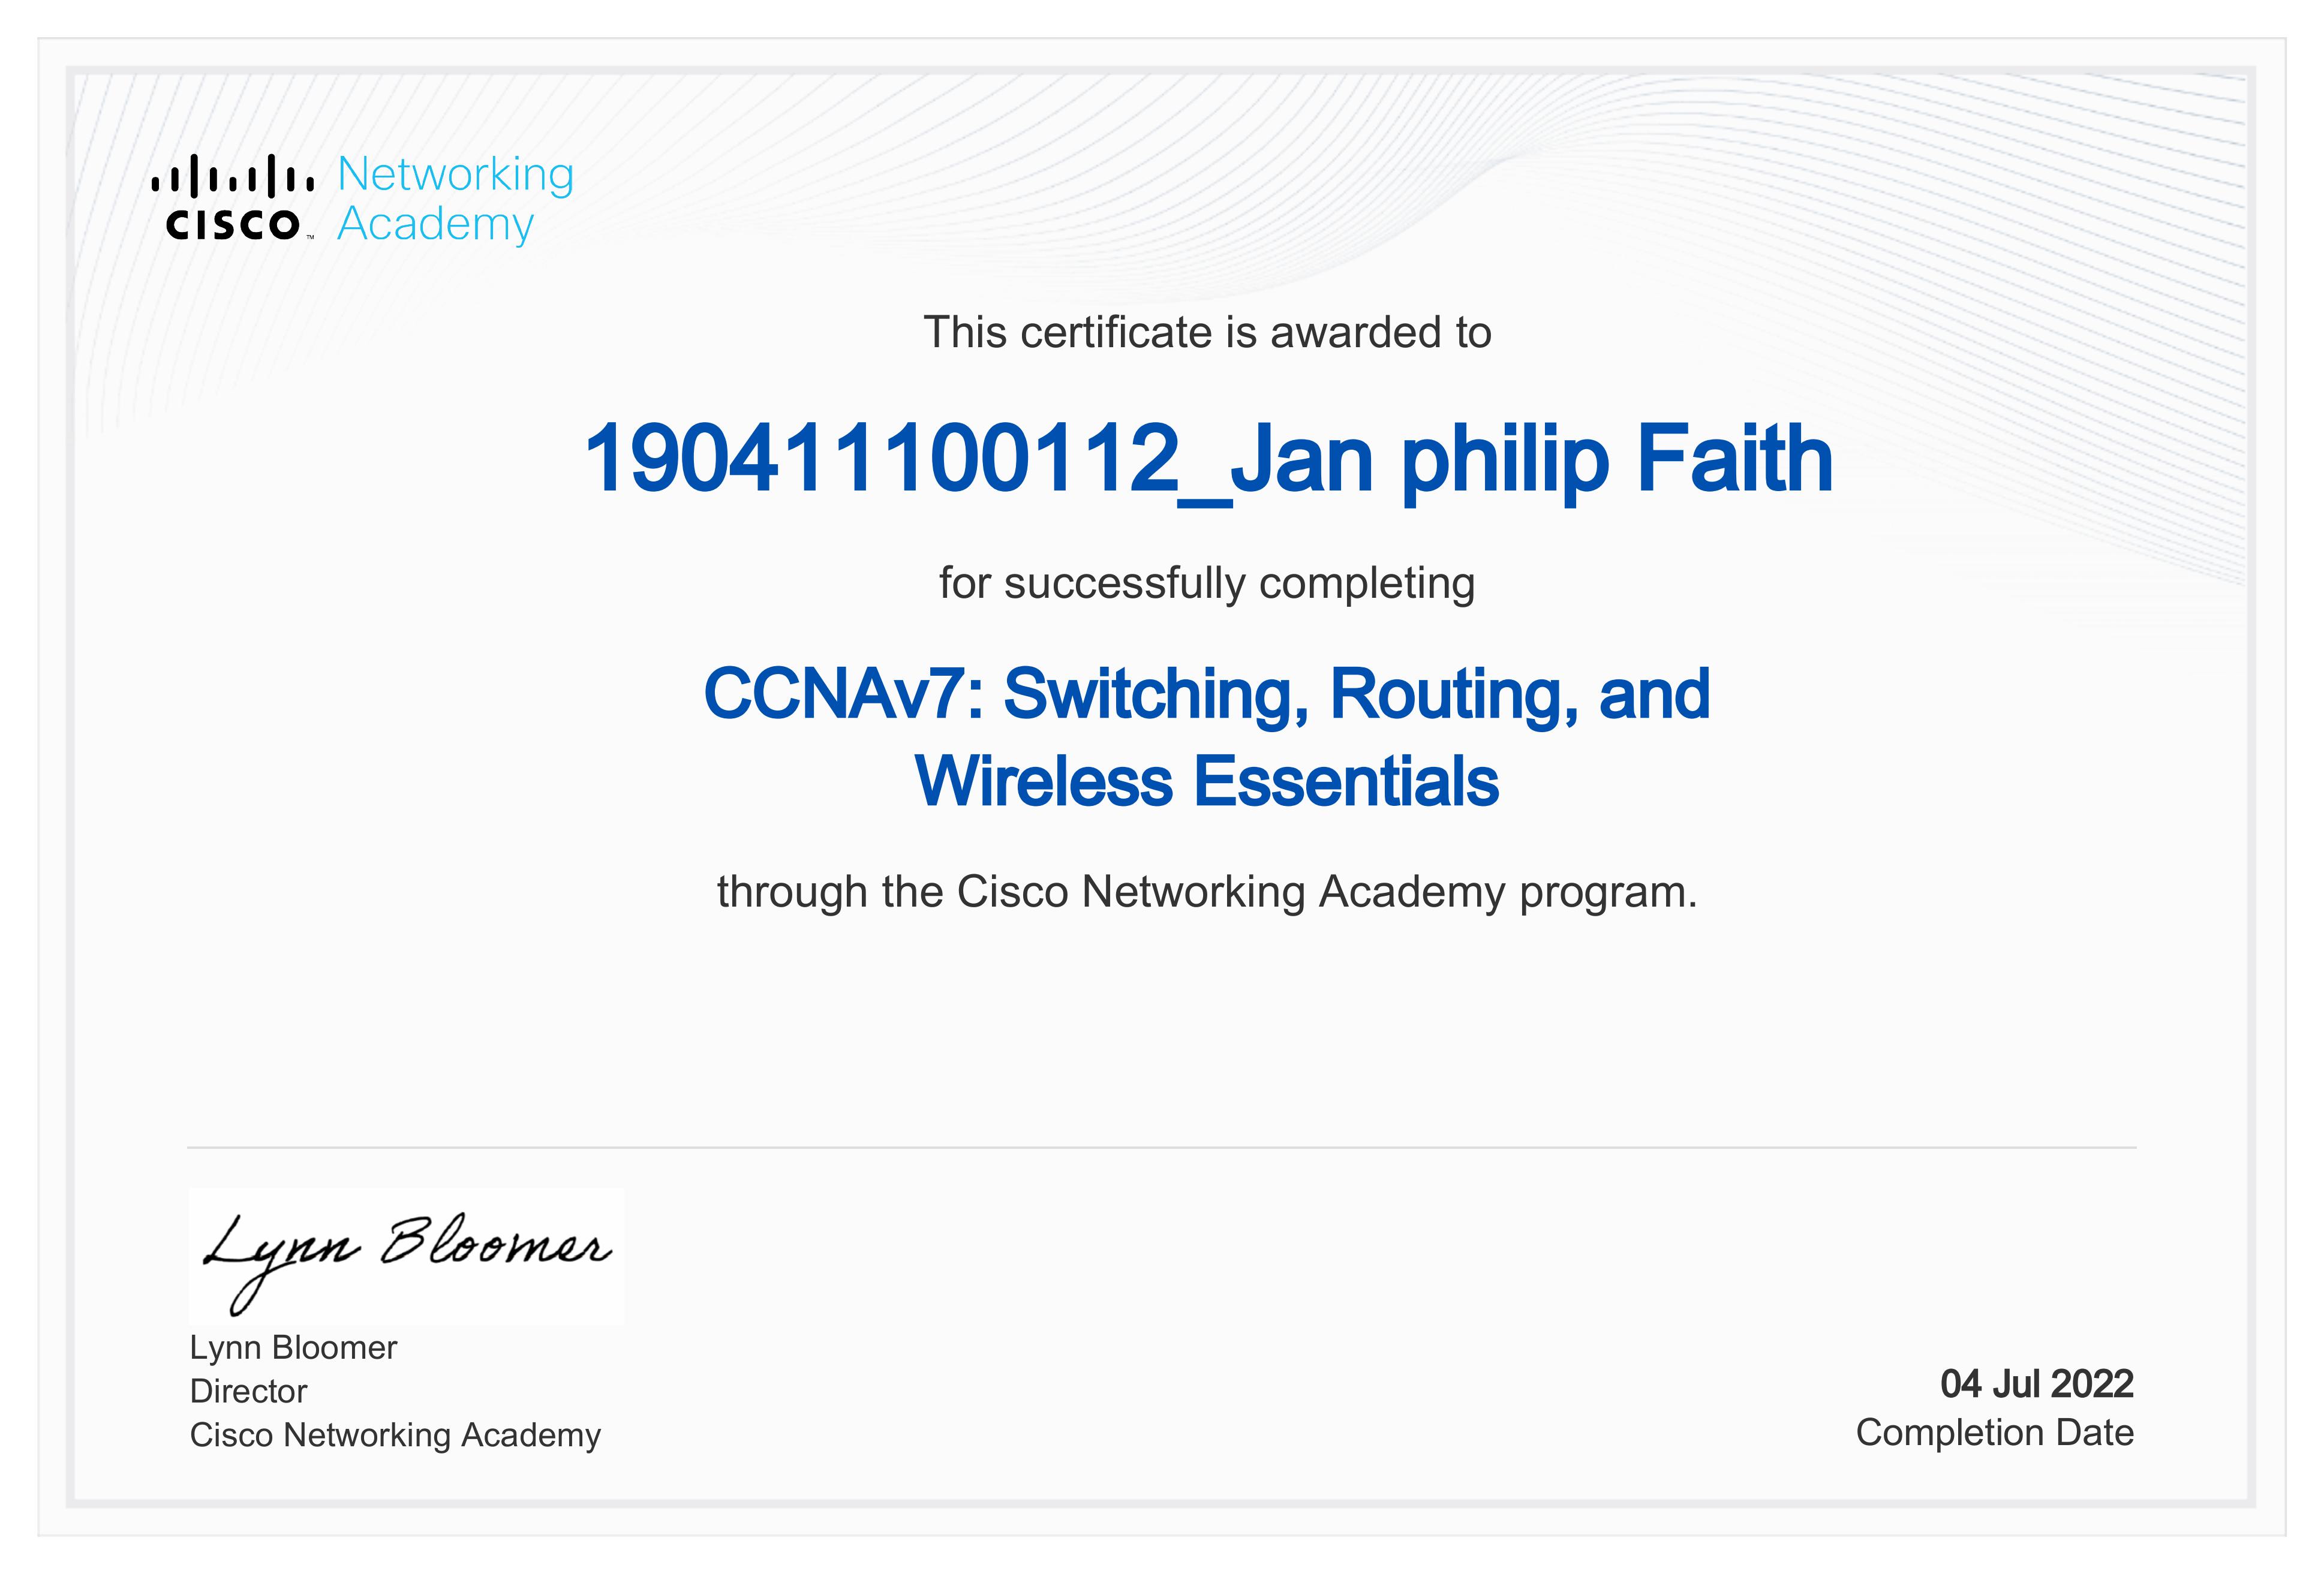 CISCO™ Networking
Academy
This certificate is awarded to
190411100112_Jan philip Faith
for successfully completing
CCNAv7: Switching, Routing, and
Wireless Essentials
through the Cisco Networking Academy program.
Lynn Bloomer
Lynn Bloomer
Director
Cisco Networking Academy
04 Jul 2022
Completion Date